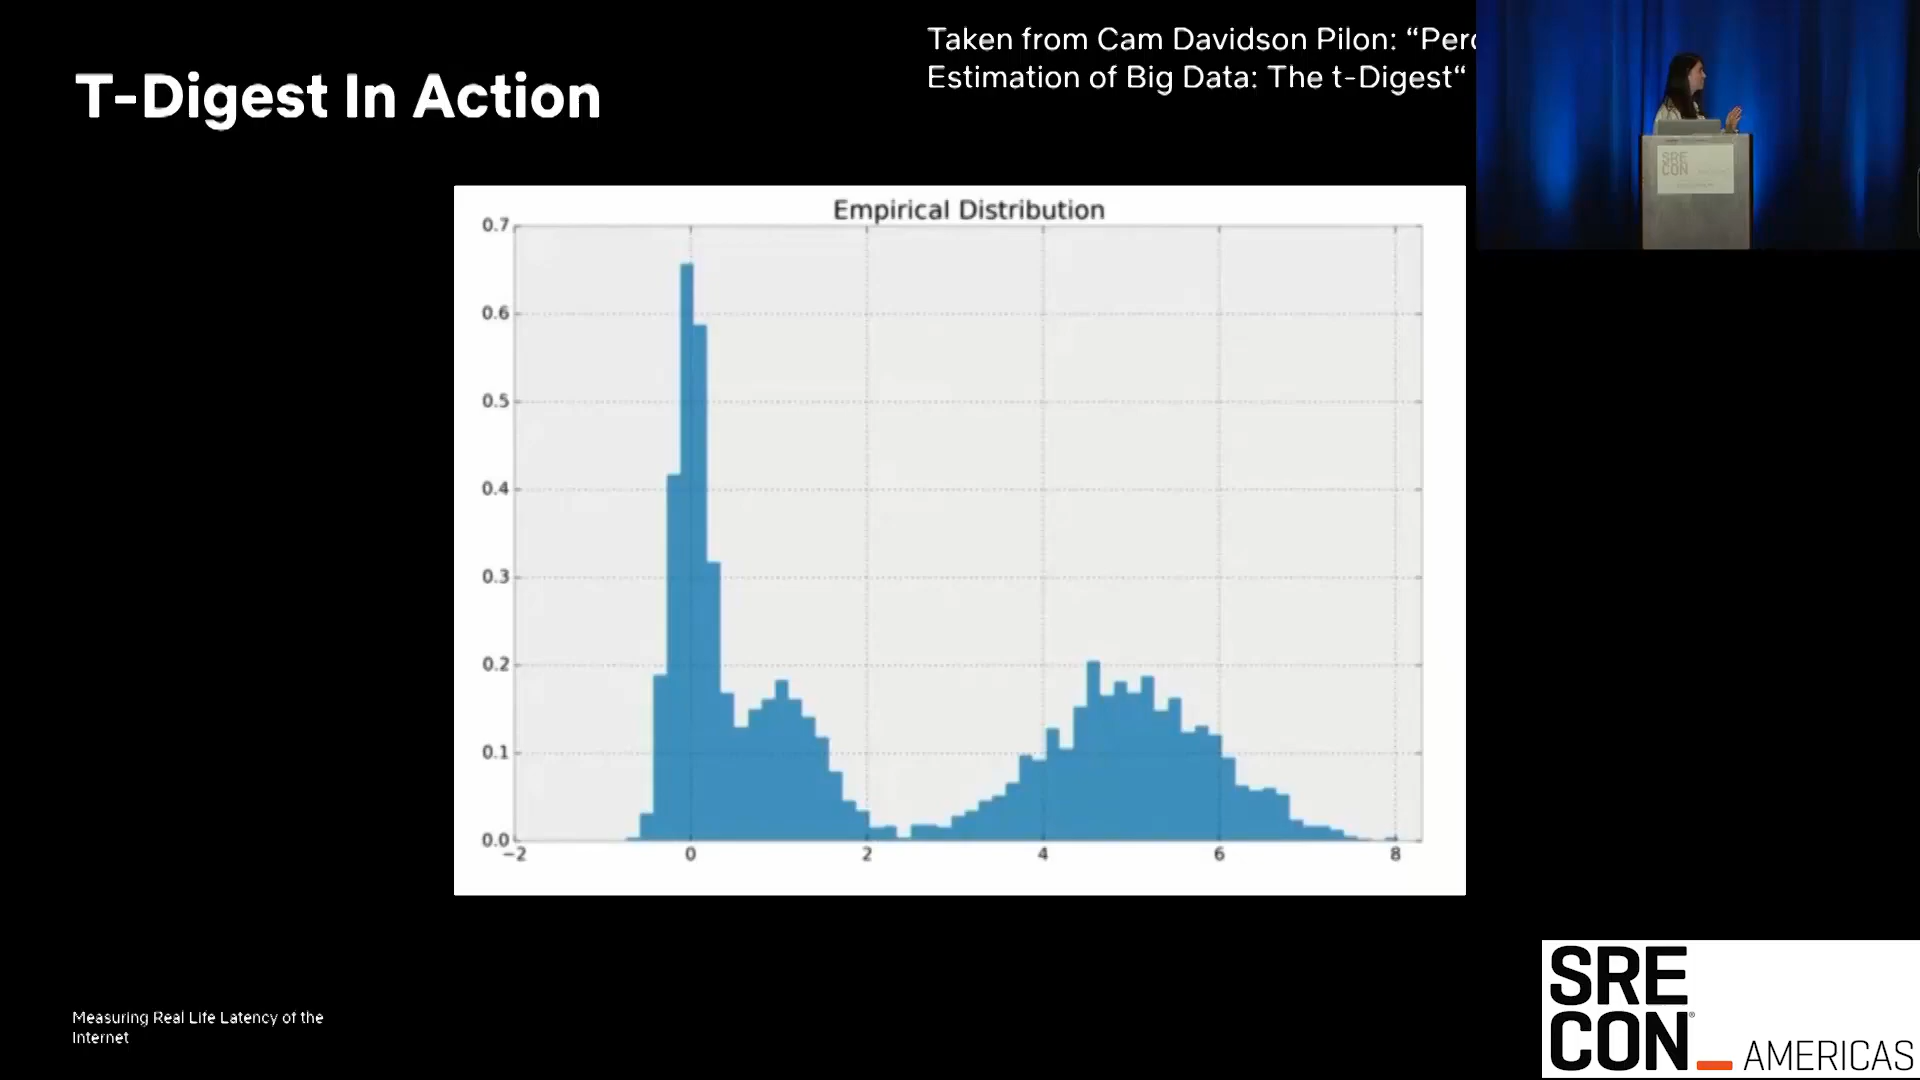 T-Digest In Action
Taken from Cam Davidson Pilon: “Perc
Estimation of Big Data: The t-Digest“
SRE
CON
Empirical Distribution
0.7
0.6
0.5
0.4
0.3
0.2
0.1
0.0
−2
0
2
4
6
8
Measuring Real Life Latency of the
Internet
SRE
CON® AMERICAS